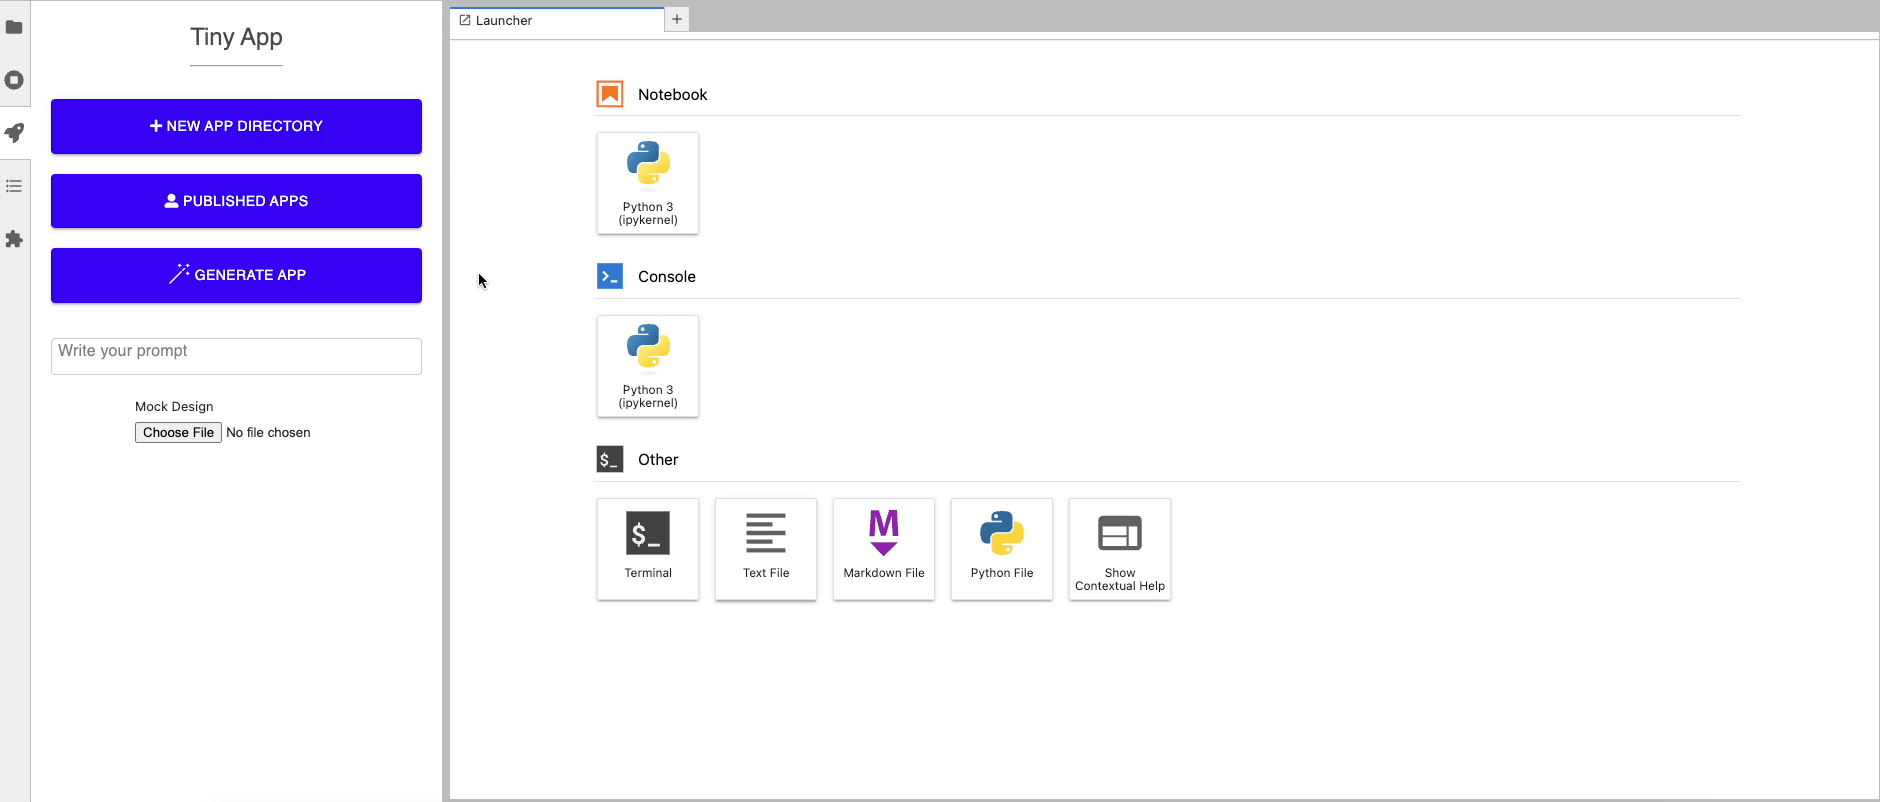 Tiny App
NEW APP DIRECTORY
PUBLISHED APPS
GENERATE APP
Write your prompt
Mock Design
Choose File No file chosen
Launcher
Notebook
Python 3
(ipykernel)
Console
Python 3
(ipykernel)
$_ Other
$_
Terminal
Text File
M
Markdown File
Python File
Show
Contextual Help